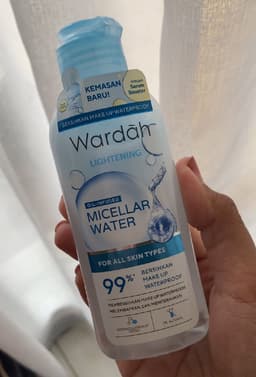 KEMASAN
BARU!
Serum
BERSIHKAN MAKE UP WATERPROOF
Wardah
LIGHTENING
OIL-INFUSED
MICELLAR
WATER
FOR ALL SKIN TYPES
99%*
BERSIHKAN
MAKE UP
WATERPROOF